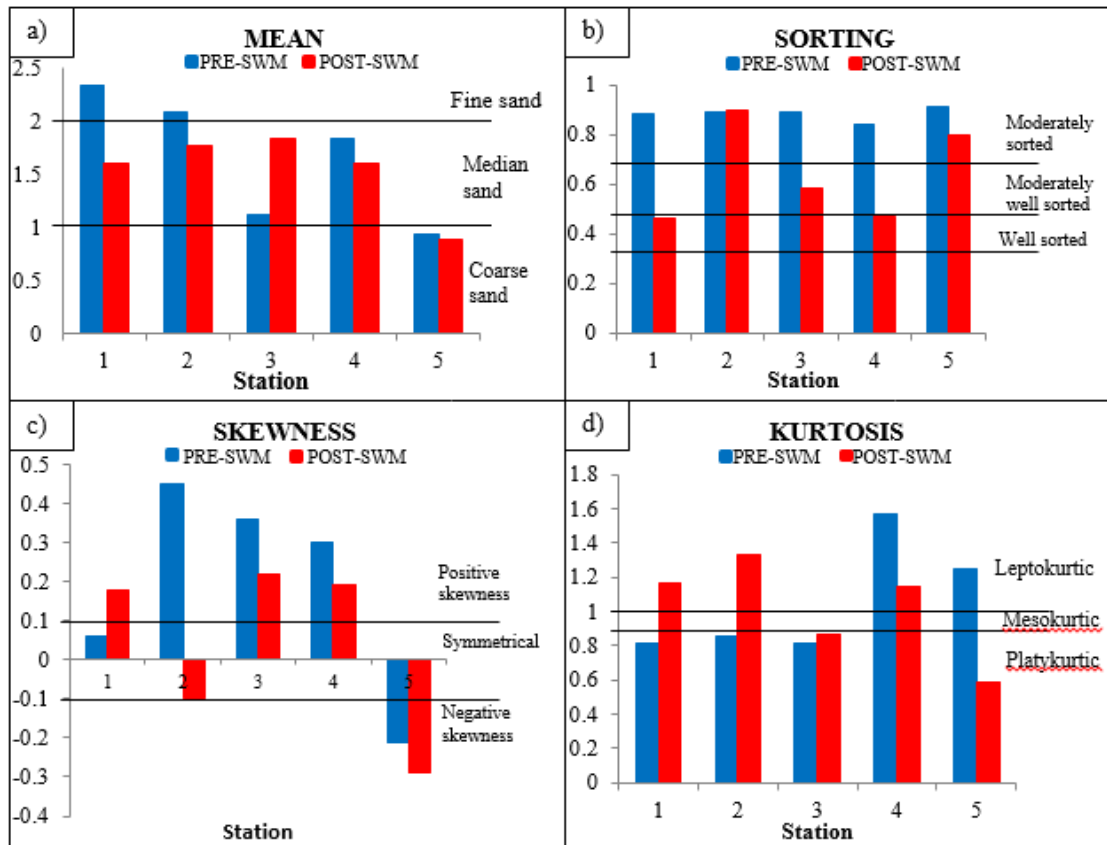 a)
MEAN
PRE-SWM POST-SWM
2.5
2
1.5
1
0.5
0
Fine sand
Median
sand
Coarse
sand
1 2 3 4 5
Station
b)
SORTING
PRE-SWM POST-SWM
1
0.8
0.6
0.4
0.2
0
Moderately
sorted
Moderately
well sorted
Well sorted
1 2 3 4 5
Station
c)
SKEWNESS
PRE-SWM POST-SWM
0.5
0.4
0.3
0.2
0.1
0
-0.1
-0.2
-0.3
-0.4
Positive
skewness
Symmetrical
Negative
skewness
1 2 3 4 5
Station
d)
KURTOSIS
PRE-SWM POST-SWM
1.8
1.6
1.4
1.2
1
0.8
0.6
0.4
0.2
0
Leptokurtic
Mesokurtic
Platykurtic
1 2 3 4 5
Station